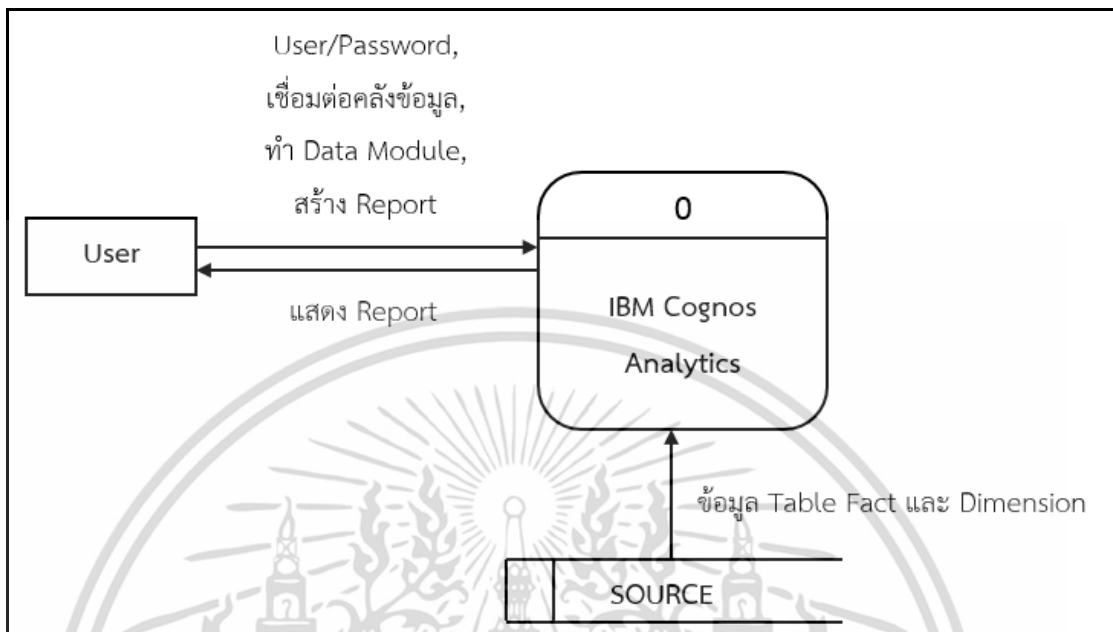 User/Password,
เชื่อมต่อคลังข้อมูล,
ทำ Data Module,
สร้าง Report
0
User
แสดง Report
IBM Cognos
Analytics
ข้อมูล Table Fact และ Dimension
SOURCE